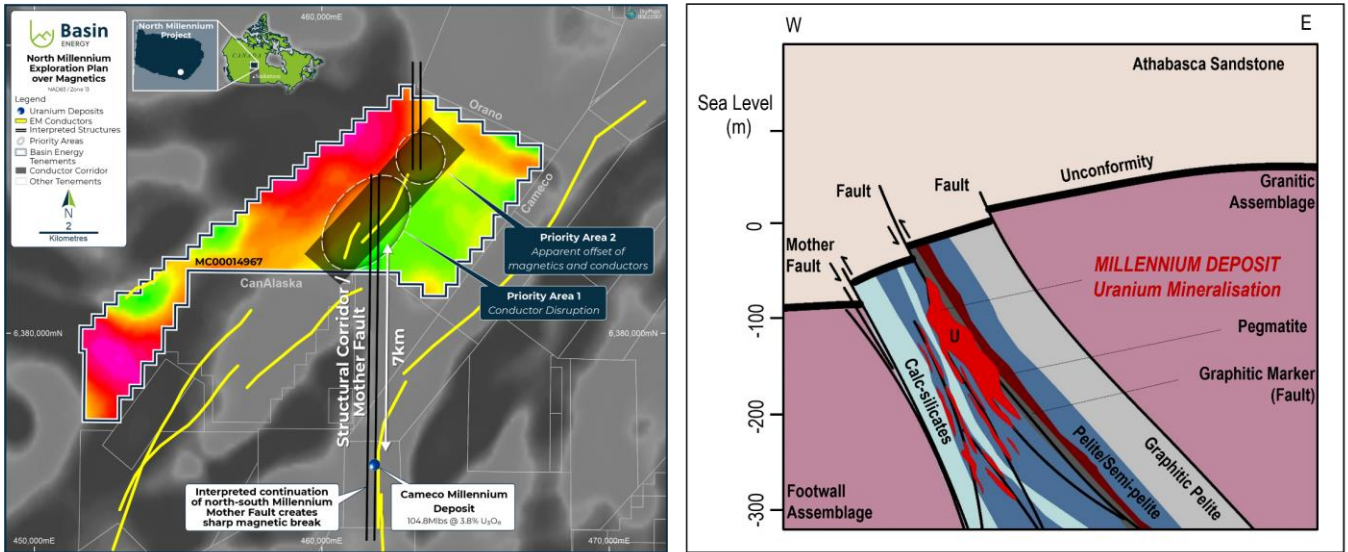 Basin
ENERGY
North Millennium
Exploration Plan
over Magnetics
NAD83 / Zone 13
Legend
Uranium Deposits
EM Conductors
Interpreted Structures
Priority Areas
Basin Energy
Tenements
Conductor Corridor
Other Tenements
N
2
Kilometres
North Millennium
Project
CANADA
Saskatoon
460,000mE
Orano
Cameco
MC00014967
CanAlaska
Priority Area 2
Apparent offset of
magnetics and conductors
Priority Area 1
Conductor Disruption
6,380,000mN
6,380,000mN
Structural Corridor /
Mother Fault
7km
Interpreted continuation
of north-south Millennium
Mother Fault creates
sharp magnetic break
Cameco Millennium
Deposit
104.8Mlbs @ 3.8% U₃O₈
450,000mE
460,000mE
470,000mE
W
E
Athabasca Sandstone
Sea Level
(m)
Unconformity
Fault
Fault
Granitic
Assemblage
0
Mother
Fault
MILLENNIUM DEPOSIT
Uranium Mineralisation
-100
U
Pegmatite
Graphitic Marker
(Fault)
Calc-silicates
-200
Pelite/Semi-pelite
Graphitic Pelite
Footwall
Assemblage
-300